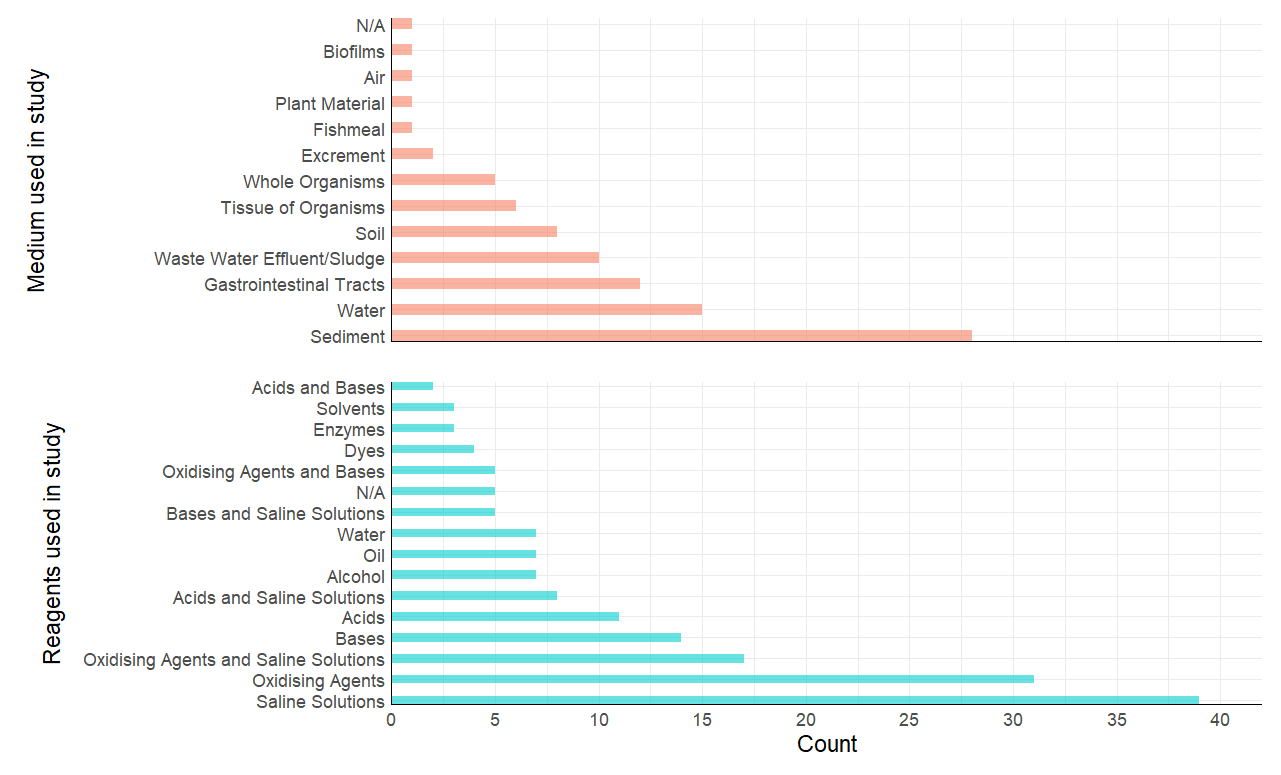 Medium used in study
N/A
Biofilms
Air
Plant Material
Fishmeal
Excrement
Whole Organisms
Tissue of Organisms
Soil
Waste Water Effluent/Sludge
Gastrointestinal Tracts
Water
Sediment
Reagents used in study
Acids and Bases
Solvents
Enzymes
Dyes
Oxidising Agents and Bases
N/A
Bases and Saline Solutions
Water
Oil
Alcohol
Acids and Saline Solutions
Acids
Bases
Oxidising Agents and Saline Solutions
Oxidising Agents
Saline Solutions
0 5 10 15 20 25 30 35 40
Count